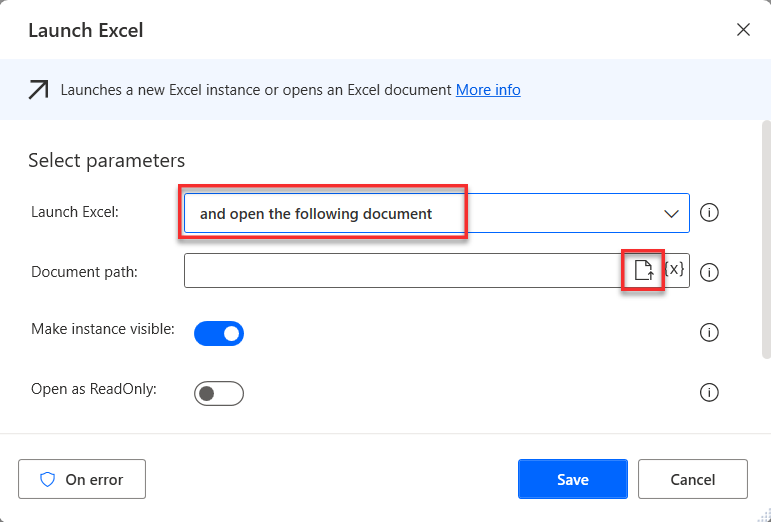 Launch Excel
Launches a new Excel instance or opens an Excel document More info
Select parameters
Launch Excel: and open the following document
Document path: {x}
Make instance visible:
Open as ReadOnly:
On error Save Cancel